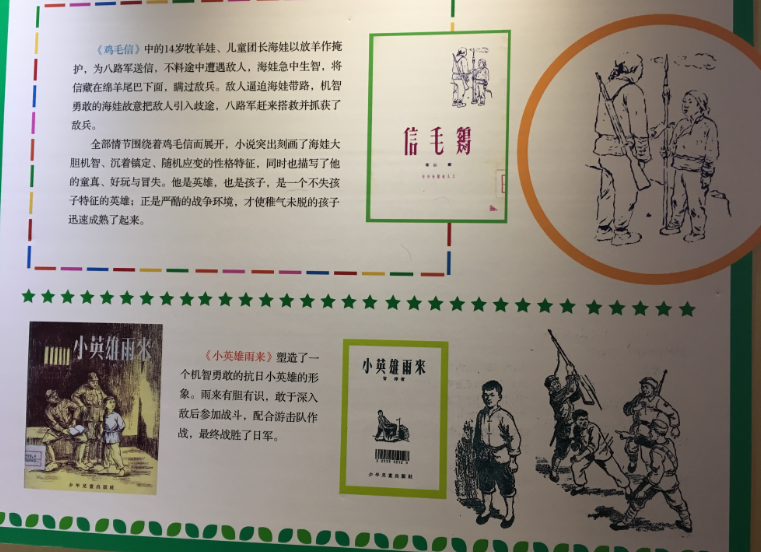 《鸡毛信》中的14岁牧羊娃、儿童团长海娃以放羊作掩
护，为八路军送信，不料途中遭遇敌人，海娃急中生智，将
信藏在绵羊尾巴下面，瞒过敌兵。敌人逼迫海娃带路，机智
勇敢的海娃故意把敌人引入歧途，八路军赶来搭救并抓获了
敌兵。
全部情节围绕着鸡毛信而展开，小说突出刻画了海娃大
胆机智、沉着镇定、随机应变的性格特征，同时也描写了他
的童真、好玩与冒失。他是英雄，也是孩子，是一个不失孩
子特征的英雄；正是严酷的战争环境，才使稚气未脱的孩子
迅速成熟了起来。
信毛鷄
小英雄雨来
少年儿童出版社
《小英雄雨来》塑造了一
个机智勇敢的抗日小英雄的形
象。雨来有胆有识，敢于深入
敌后参加战斗，配合游击队作
战，最终战胜了日军。
小英雄雨来
少年儿童出版社